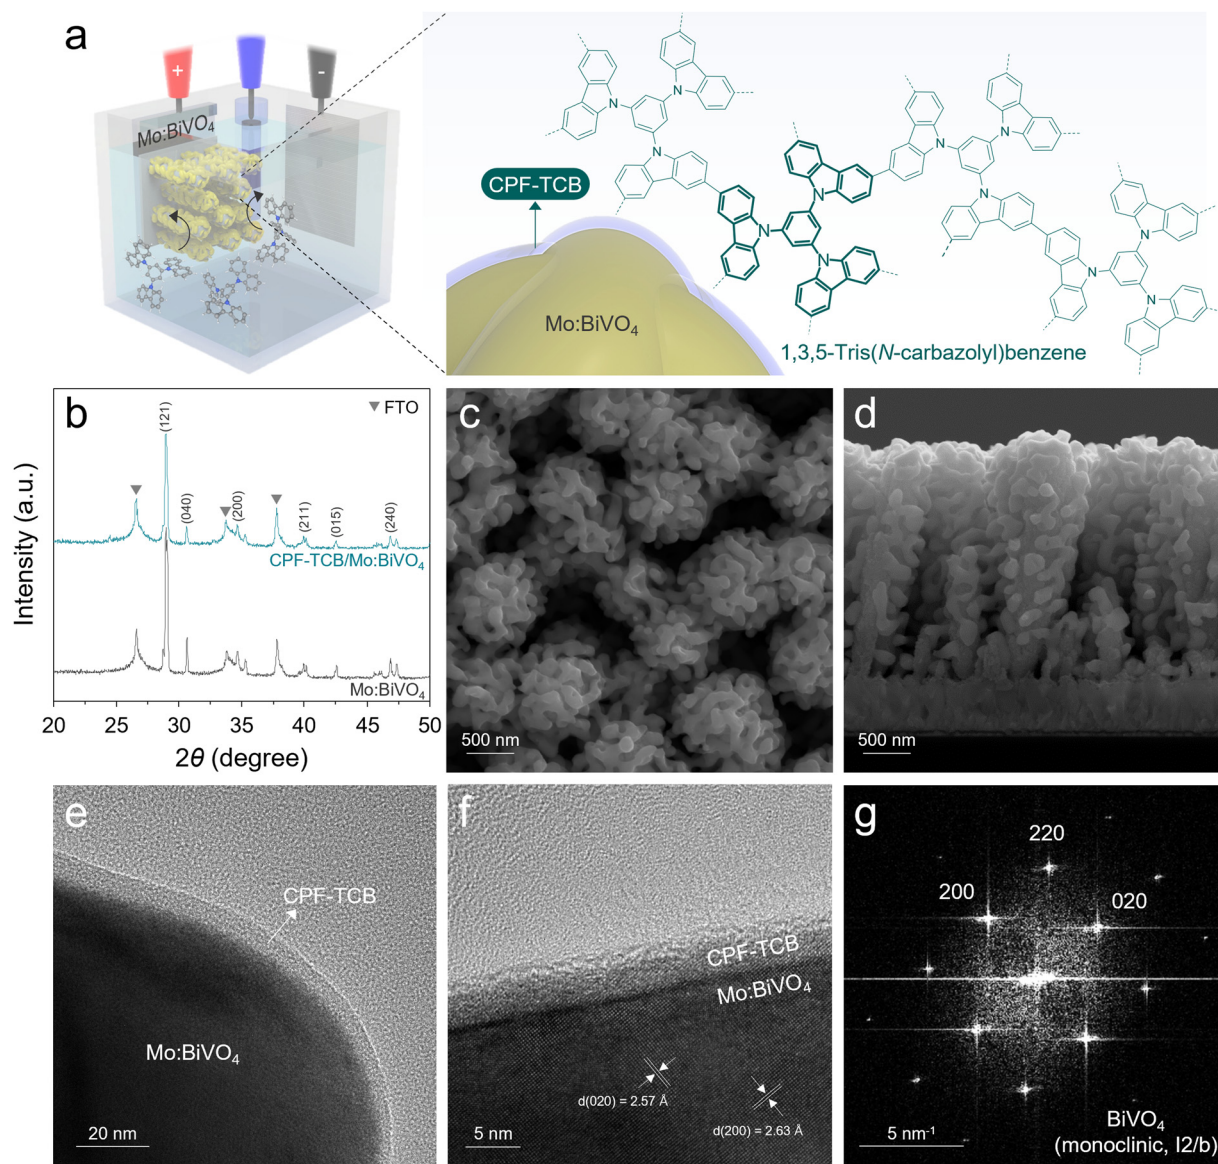 a
+
-
Mo:BiVO₄
CPF-TCB
Mo:BiVO₄
1,3,5-Tris(N-carbazolyl)benzene
N
N
N
N
N
N
N
N
N
N
N
N
b
▼ FTO
(121)
(040)
(200)
(211)
(015)
(240)
CPF-TCB/Mo:BiVO₄
Mo:BiVO₄
Intensity (a.u.)
20 25 30 35 40 45 50
2θ (degree)
c
500 nm
d
500 nm
e
CPF-TCB
Mo:BiVO₄
20 nm
f
CPF-TCB
Mo:BiVO₄
d(020) = 2.57 Å
d(200) = 2.63 Å
5 nm
g
220
200
020
5 nm⁻¹
BiVO₄
(monoclinic, I2/b)